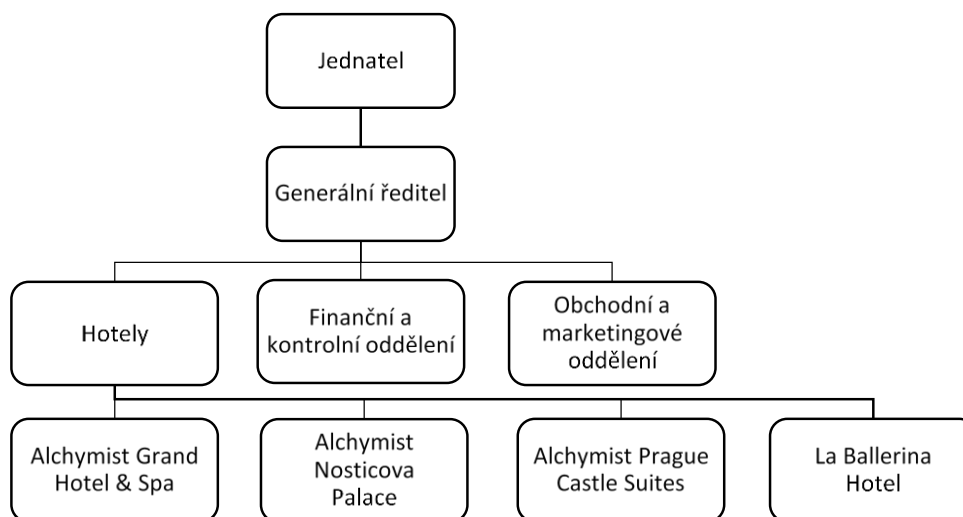 Jednatel
Generální ředitel
Hotely
Finanční a
kontrolní oddělení
Obchodní a
marketingové
oddělení
Alchymist Grand
Hotel & Spa
Alchymist
Nosticova
Palace
Alchymist Prague
Castle Suites
La Ballerina
Hotel